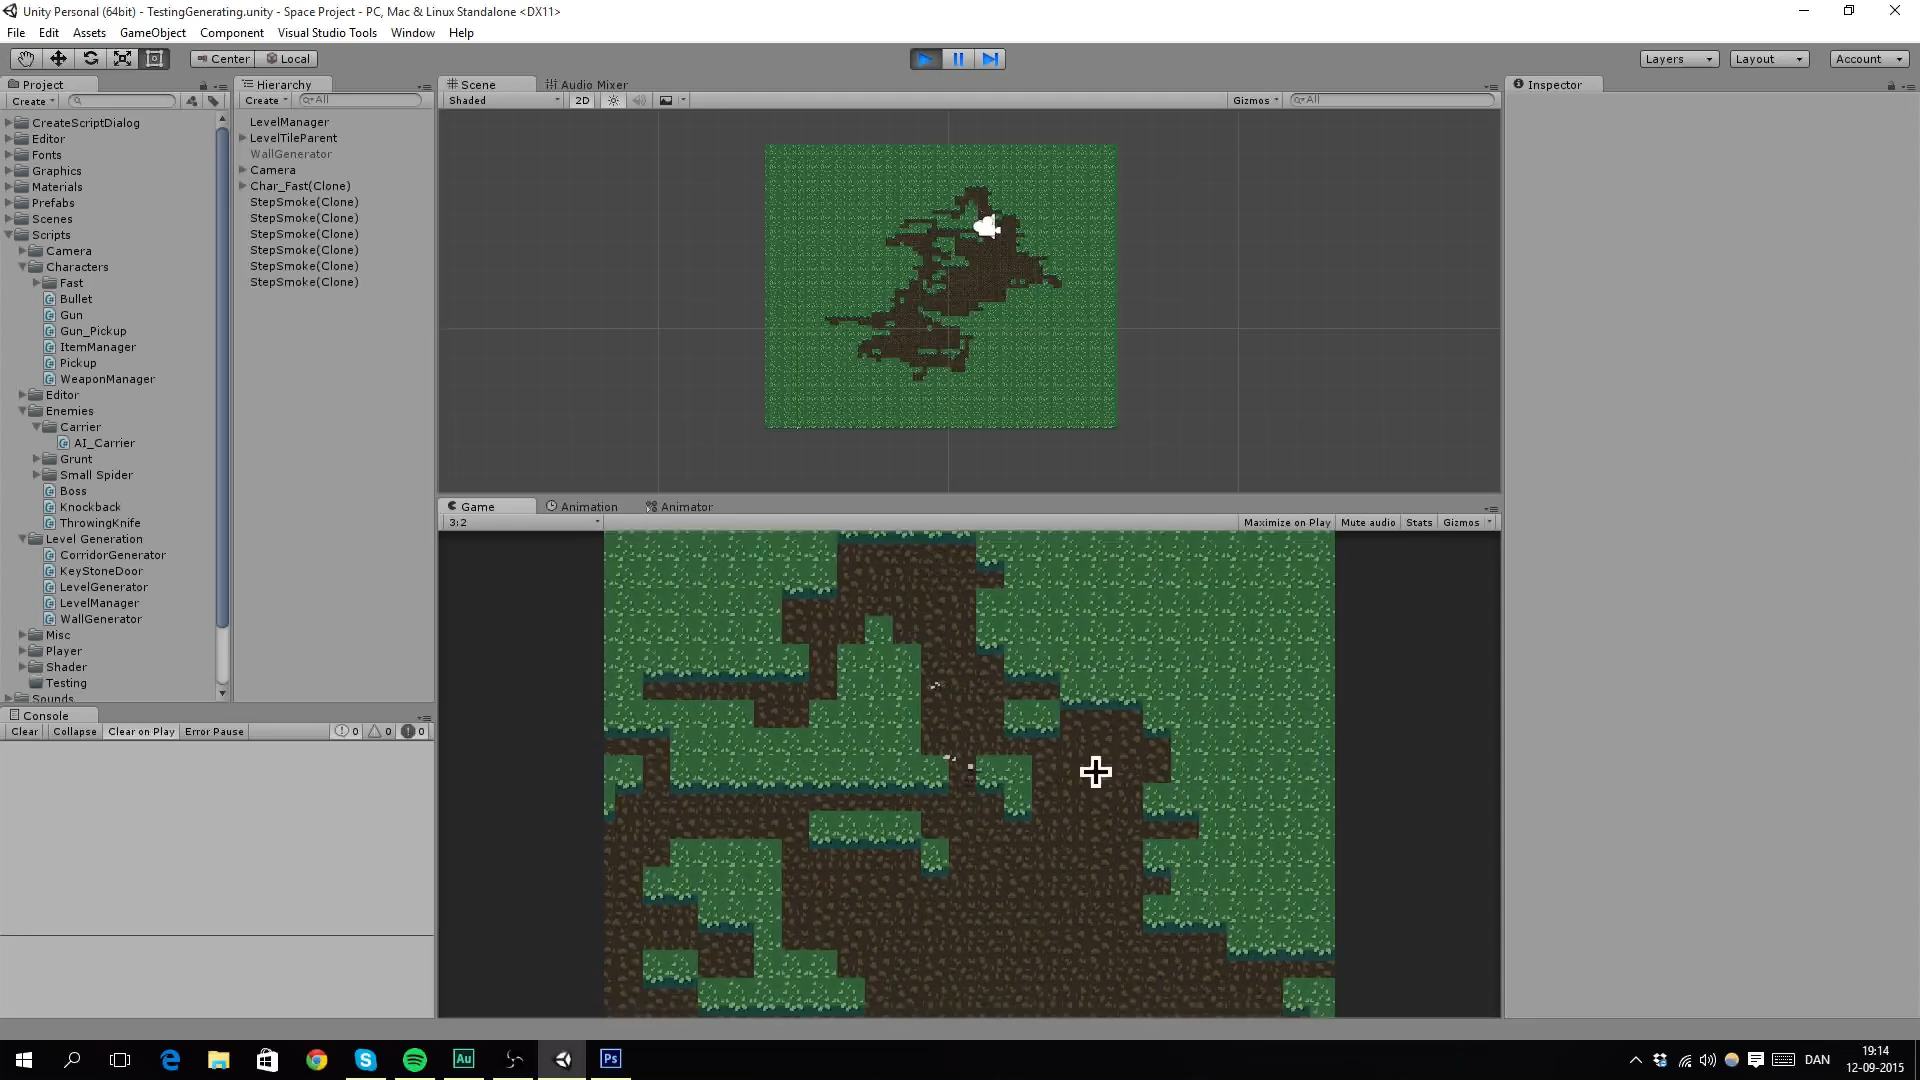 Unity Personal (64bit) - TestingGenerating.unity - Space Project - PC, Mac & Linux Standalone <DX11>
File Edit Assets GameObject Component Visual Studio Tools Window Help
Center Local
Layers Layout Account
Project
Create
CreateScriptDialog
Editor
Fonts
Graphics
Materials
Prefabs
Scenes
Scripts
Camera
Characters
Fast
Bullet
Gun
Gun_Pickup
ItemManager
Pickup
WeaponManager
Editor
Enemies
Carrier
AI_Carrier
Grunt
Small Spider
Boss
Knockback
ThrowingKnife
Level Generation
CorridorGenerator
KeyStoneDoor
LevelGenerator
LevelManager
WallGenerator
Misc
Player
Shader
Testing
Sounds
Hierarchy
Create All
LevelManager
LevelTileParent
WallGenerator
Camera
Char_Fast(Clone)
StepSmoke(Clone)
StepSmoke(Clone)
StepSmoke(Clone)
StepSmoke(Clone)
StepSmoke(Clone)
StepSmoke(Clone)
Scene Audio Mixer
Shaded 2D Gizmos All
Game Animation Animator
3:2 Maximize on Play Mute audio Stats Gizmos
Inspector
Console
Clear Collapse Clear on Play Error Pause 0 0 0
Au
Ps
DAN
19:14
12-09-2015